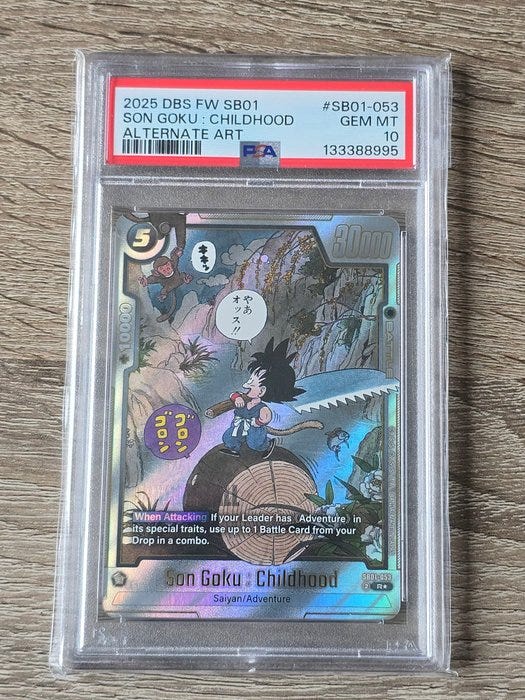 2025 DBS FW SB01 #SB01-053
SON GOKU : CHILDHOOD GEM MT
ALTERNATE ART 10
PSA 133388995
5
30000
キキッ
やあ
オッス!!
10000
BATTLE
ゴロン
ゴロン
When Attacking If your Leader has 《Adventure》 in
its special traits, use up to 1 Battle Card from your
Drop in a combo.
Son Goku : Childhood
SB01-053
R★
Saiyan/Adventure